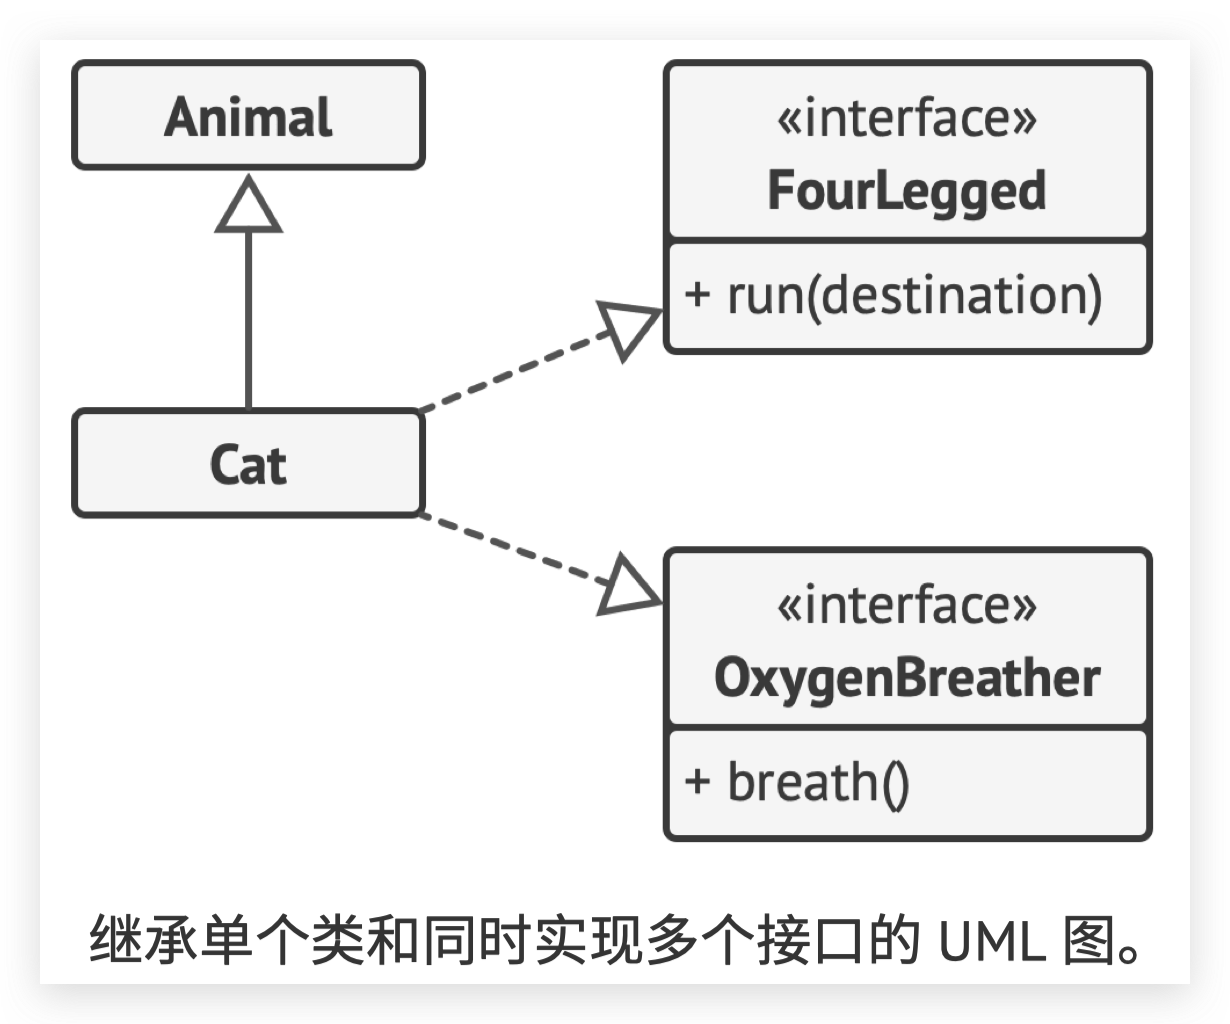 Animal
«interface»
FourLegged
+ run(destination)
Cat
«interface»
OxygenBreather
+ breath()
继承单个类和同时实现多个接口的 UML 图。